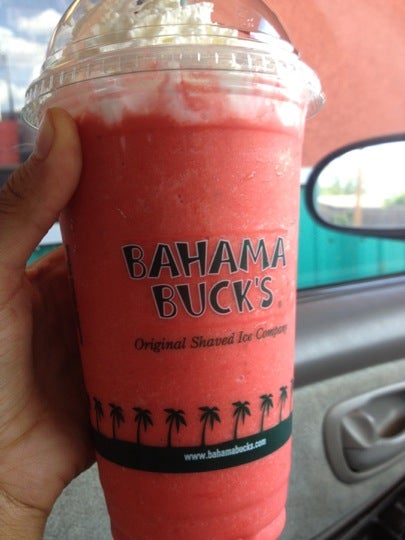 BAHAMA
BUCK'S®
Original Shaved Ice Company
www.bahamabucks.com